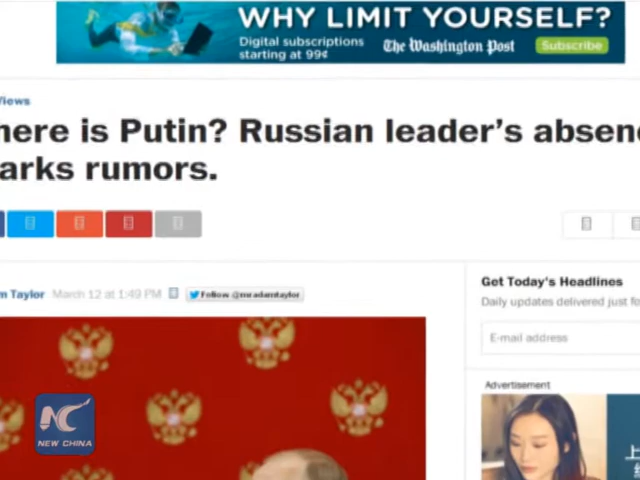 WHY LIMIT YOURSELF?
Digital subscriptions
starting at 99¢
The Washington Post
Subscribe
Views
here is Putin? Russian leader's absenc
arks rumors.
m Taylor March 12 at 1:49 PM Follow @mradamtaylor
Get Today's Headlines
Daily updates delivered just fo
E-mail address
Advertisement
NEW CHINA
上